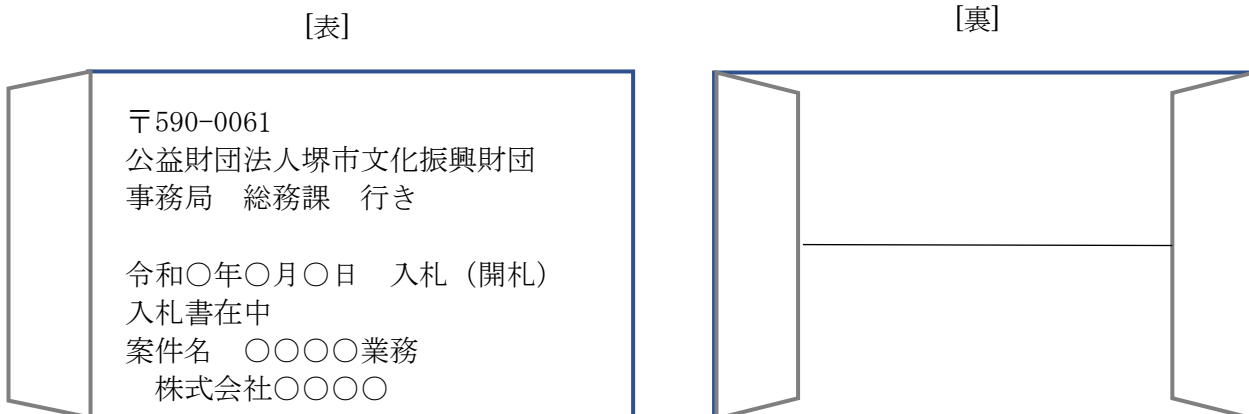 [表]
〒590-0061
公益財団法人堺市文化振興財団
事務局　総務課　行き
令和○年○月○日　入札（開札）
入札書在中
案件名　○○○○業務
　株式会社○○○○
[裏]